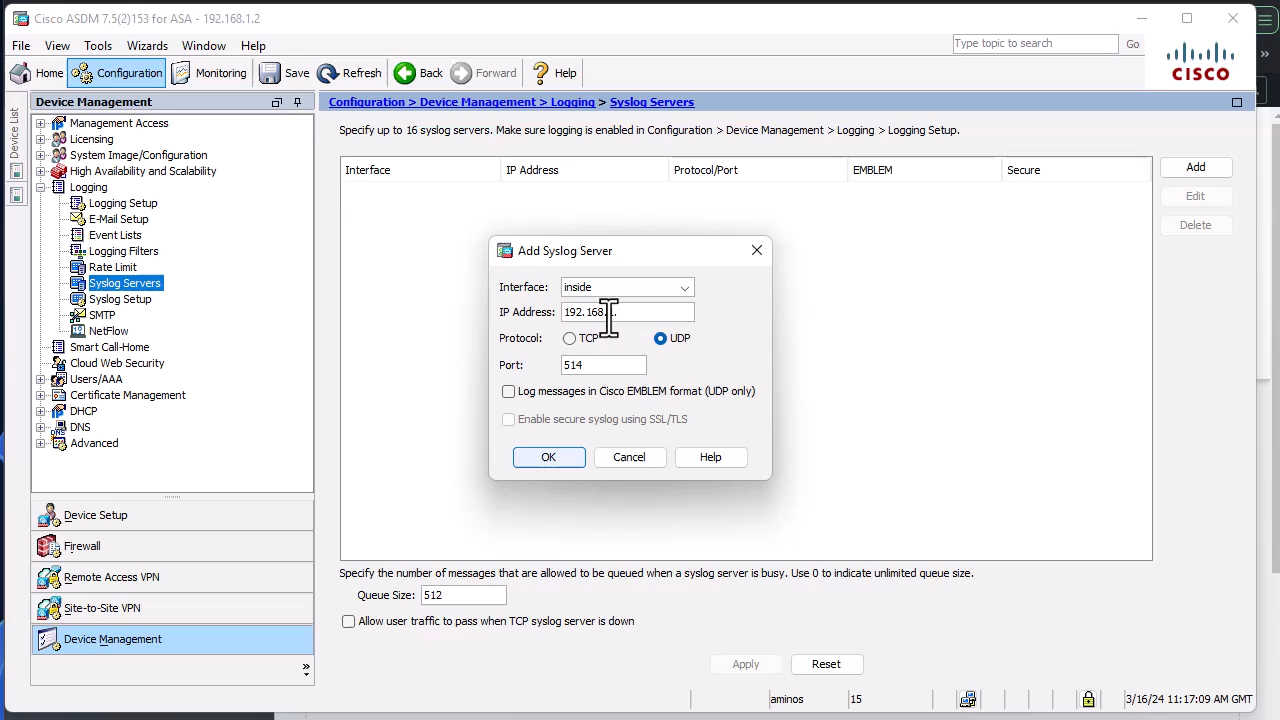 Cisco ASDM 7.5(2)153 for ASA - 192.168.1.2
File View Tools Wizards Window Help
Type topic to search Go
Home Configuration Monitoring Save Refresh Back Forward Help
CISCO
Device List
Device Management
Configuration > Device Management > Logging > Syslog Servers
Management Access
Licensing
System Image/Configuration
High Availability and Scalability
Logging
Logging Setup
E-Mail Setup
Event Lists
Logging Filters
Rate Limit
Syslog Servers
Syslog Setup
SMTP
NetFlow
Smart Call-Home
Cloud Web Security
Users/AAA
Certificate Management
DHCP
DNS
Advanced
Device Setup
Firewall
Remote Access VPN
Site-to-Site VPN
Device Management
Specify up to 16 syslog servers. Make sure logging is enabled in Configuration > Device Management > Logging > Logging Setup.
Interface IP Address Protocol/Port EMBLEM Secure
Add
Edit
Delete
Add Syslog Server
Interface: inside
IP Address: 192.168.
Protocol: TCP UDP
Port: 514
Log messages in Cisco EMBLEM format (UDP only)
Enable secure syslog using SSL/TLS
OK Cancel Help
Specify the number of messages that are allowed to be queued when a syslog server is busy. Use 0 to indicate unlimited queue size.
Queue Size: 512
Allow user traffic to pass when TCP syslog server is down
Apply Reset
aminos 15 3/16/24 11:17:09 AM GMT